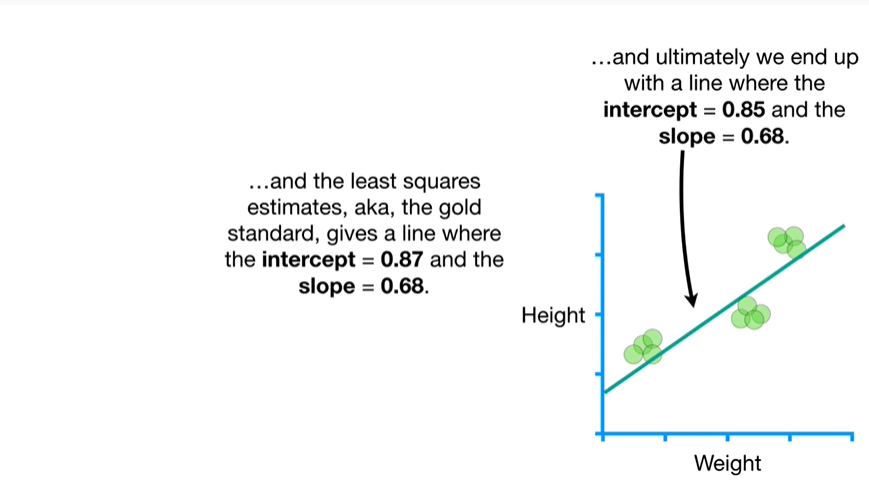 …and ultimately we end up
with a line where the
intercept = 0.85 and the
slope = 0.68.
…and the least squares
estimates, aka, the gold
standard, gives a line where
the intercept = 0.87 and the
slope = 0.68.
Height
Weight